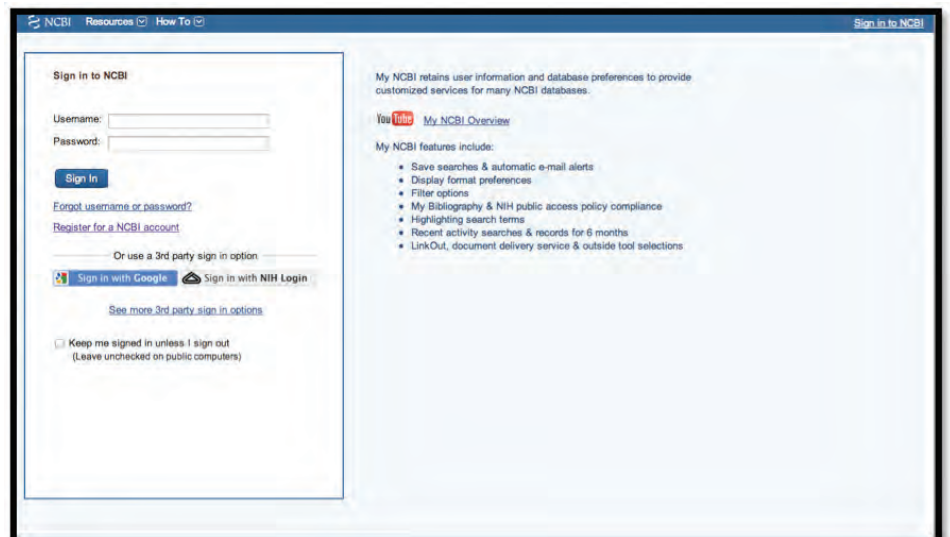 NCBI Resources How To Sign in to NCBI
Sign in to NCBI
Username:
Password:
Sign In
Forgot username or password?
Register for a NCBI account
Or use a 3rd party sign in option
Sign in with Google Sign in with NIH Login
See more 3rd party sign in options
Keep me signed in unless I sign out
(Leave unchecked on public computers)
My NCBI retains user information and database preferences to provide
customized services for many NCBI databases.
YouTube My NCBI Overview
My NCBI features include:
• Save searches & automatic e-mail alerts
• Display format preferences
• Filter options
• My Bibliography & NIH public access policy compliance
• Highlighting search terms
• Recent activity searches & records for 6 months
• LinkOut, document delivery service & outside tool selections